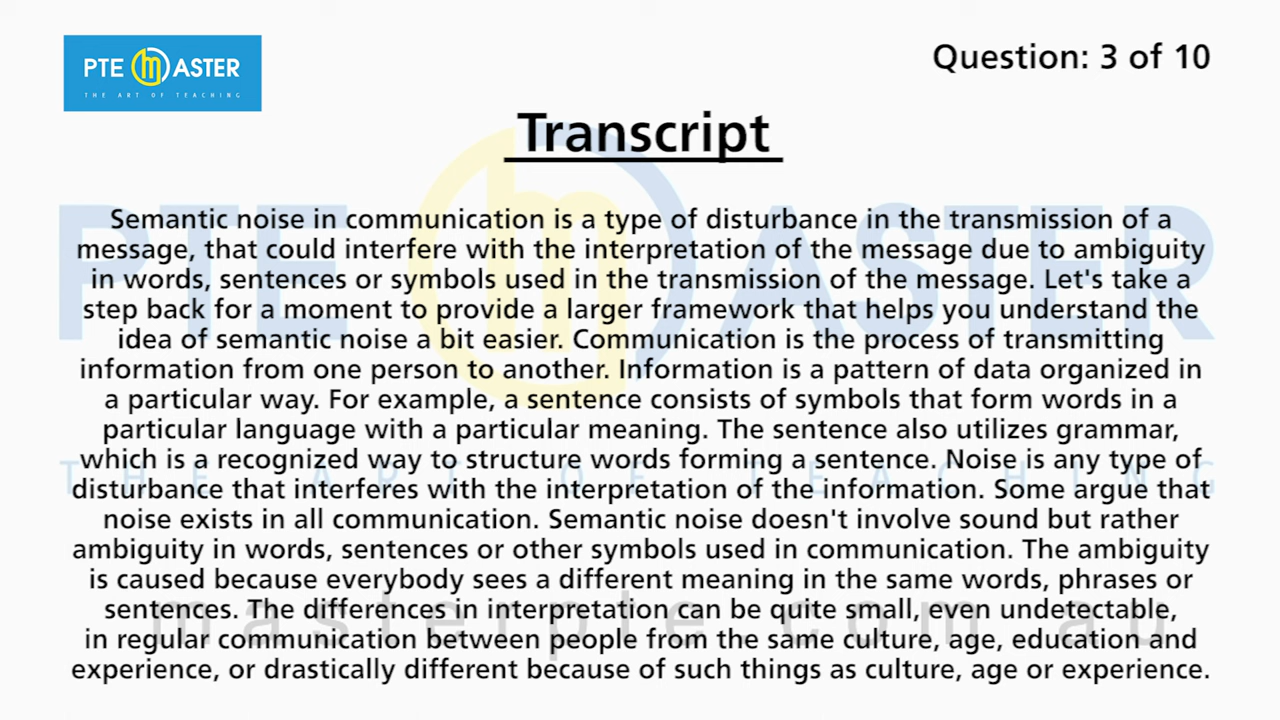 PTE MASTER
THE ART OF TEACHING
Question: 3 of 10
Transcript
Semantic noise in communication is a type of disturbance in the transmission of a
message, that could interfere with the interpretation of the message due to ambiguity
in words, sentences or symbols used in the transmission of the message. Let's take a
step back for a moment to provide a larger framework that helps you understand the
idea of semantic noise a bit easier. Communication is the process of transmitting
information from one person to another. Information is a pattern of data organized in
a particular way. For example, a sentence consists of symbols that form words in a
particular language with a particular meaning. The sentence also utilizes grammar,
which is a recognized way to structure words forming a sentence. Noise is any type of
disturbance that interferes with the interpretation of the information. Some argue that
noise exists in all communication. Semantic noise doesn't involve sound but rather
ambiguity in words, sentences or other symbols used in communication. The ambiguity
is caused because everybody sees a different meaning in the same words, phrases or
sentences. The differences in interpretation can be quite small, even undetectable,
in regular communication between people from the same culture, age, education and
experience, or drastically different because of such things as culture, age or experience.
PTE MASTER
THE ART OF TEACHING